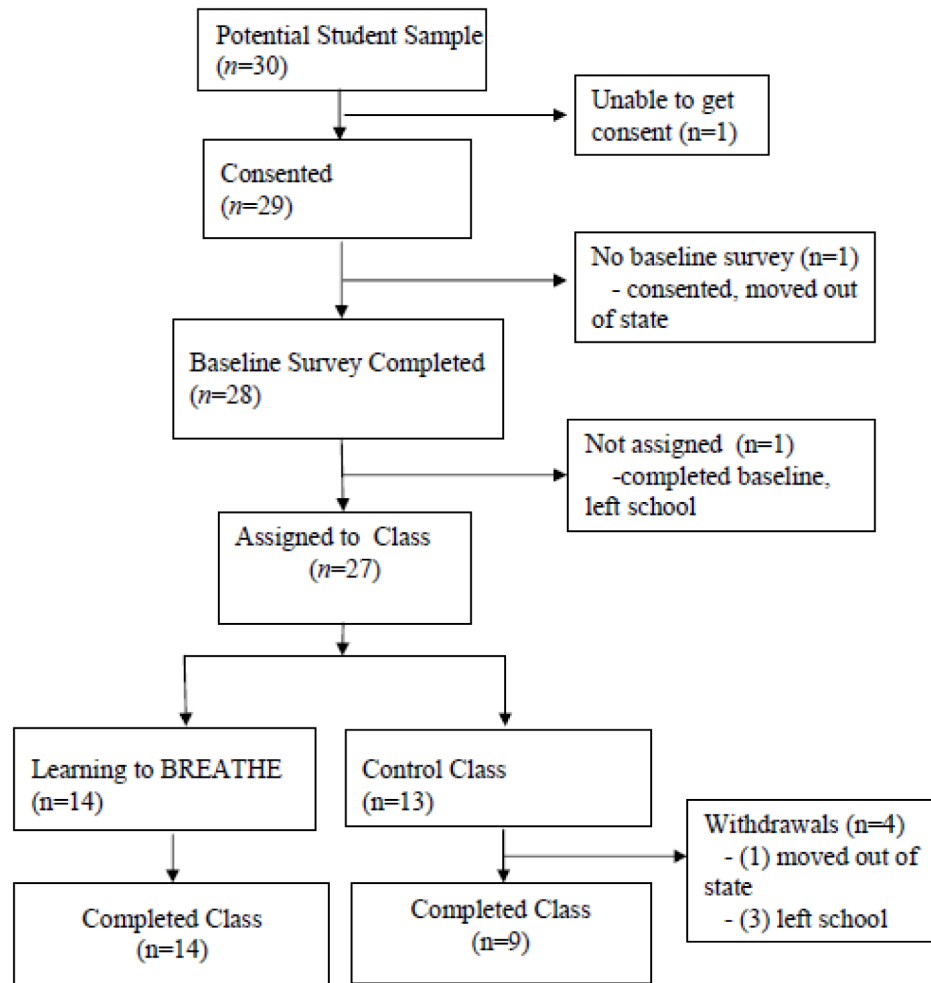 Potential Student Sample
(n=30)
Unable to get
consent (n=1)
Consented
(n=29)
No baseline survey (n=1)
- consented, moved out
of state
Baseline Survey Completed
(n=28)
Not assigned (n=1)
-completed baseline,
left school
Assigned to Class
(n=27)
Learning to BREATHE
(n=14)
Control Class
(n=13)
Withdrawals (n=4)
- (1) moved out of
state
- (3) left school
Completed Class
(n=14)
Completed Class
(n=9)